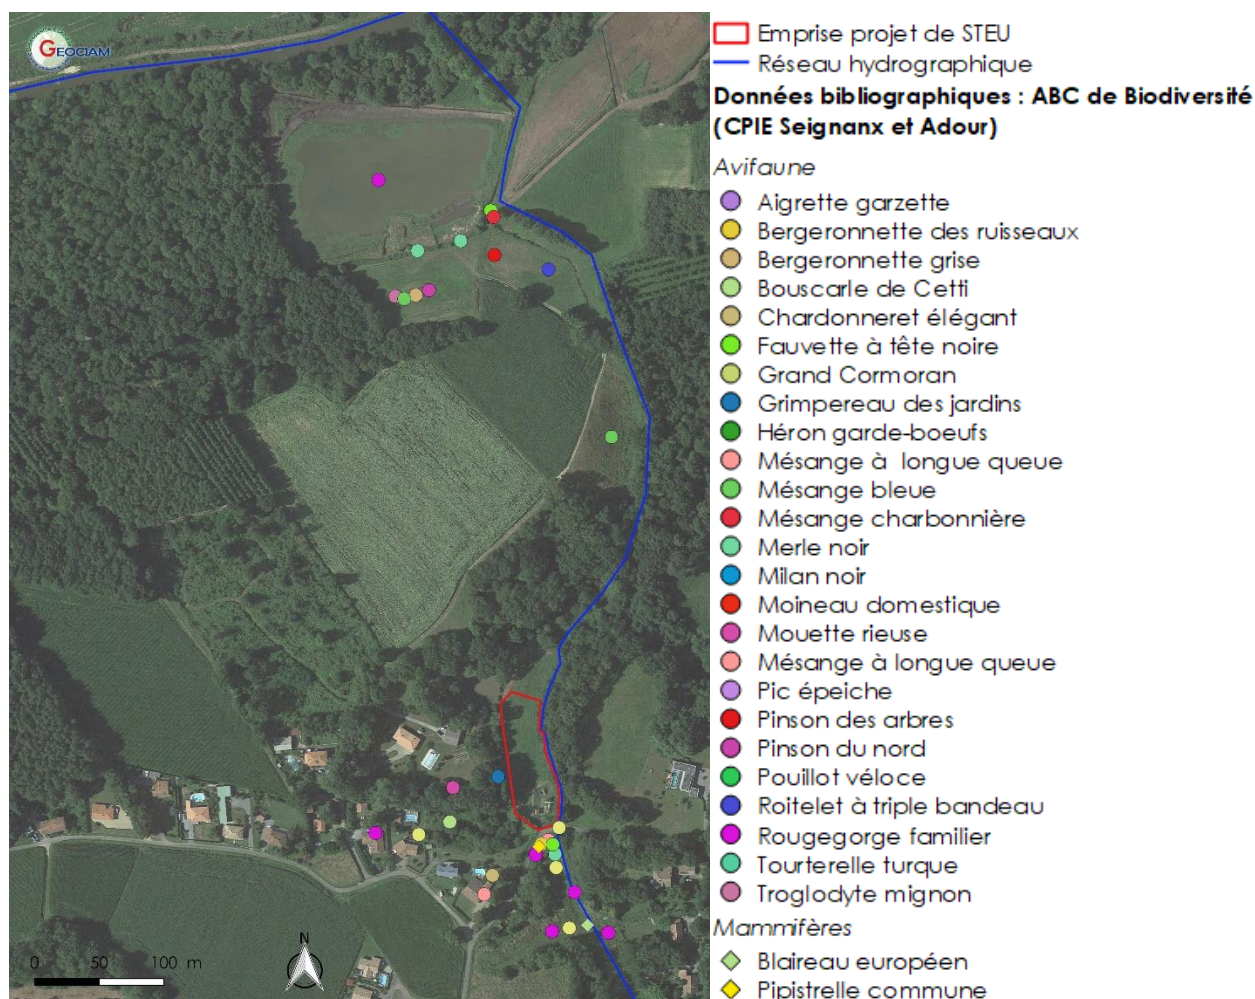 GEOCIAM
Emprise projet de STEU
Réseau hydrographique
Données bibliographiques : ABC de Biodiversité
(CPIE Seignanx et Adour)
Avifaune
Aigrette garzette
Bergeronnette des ruisseaux
Bergeronnette grise
Bouscarle de Cetti
Chardonneret élégant
Fauvette à tête noire
Grand Cormoran
Grimpereau des jardins
Héron garde-boeufs
Mésange à longue queue
Mésange bleue
Mésange charbonnière
Merle noir
Milan noir
Moineau domestique
Mouette rieuse
Mésange à longue queue
Pic épeiche
Pinson des arbres
Pinson du nord
Pouillot véloce
Roitelet à triple bandeau
Rougegorge familier
Tourterelle turque
Troglodyte mignon
Mammifères
Blaireau européen
Pipistrelle commune
N
0 50 100 m